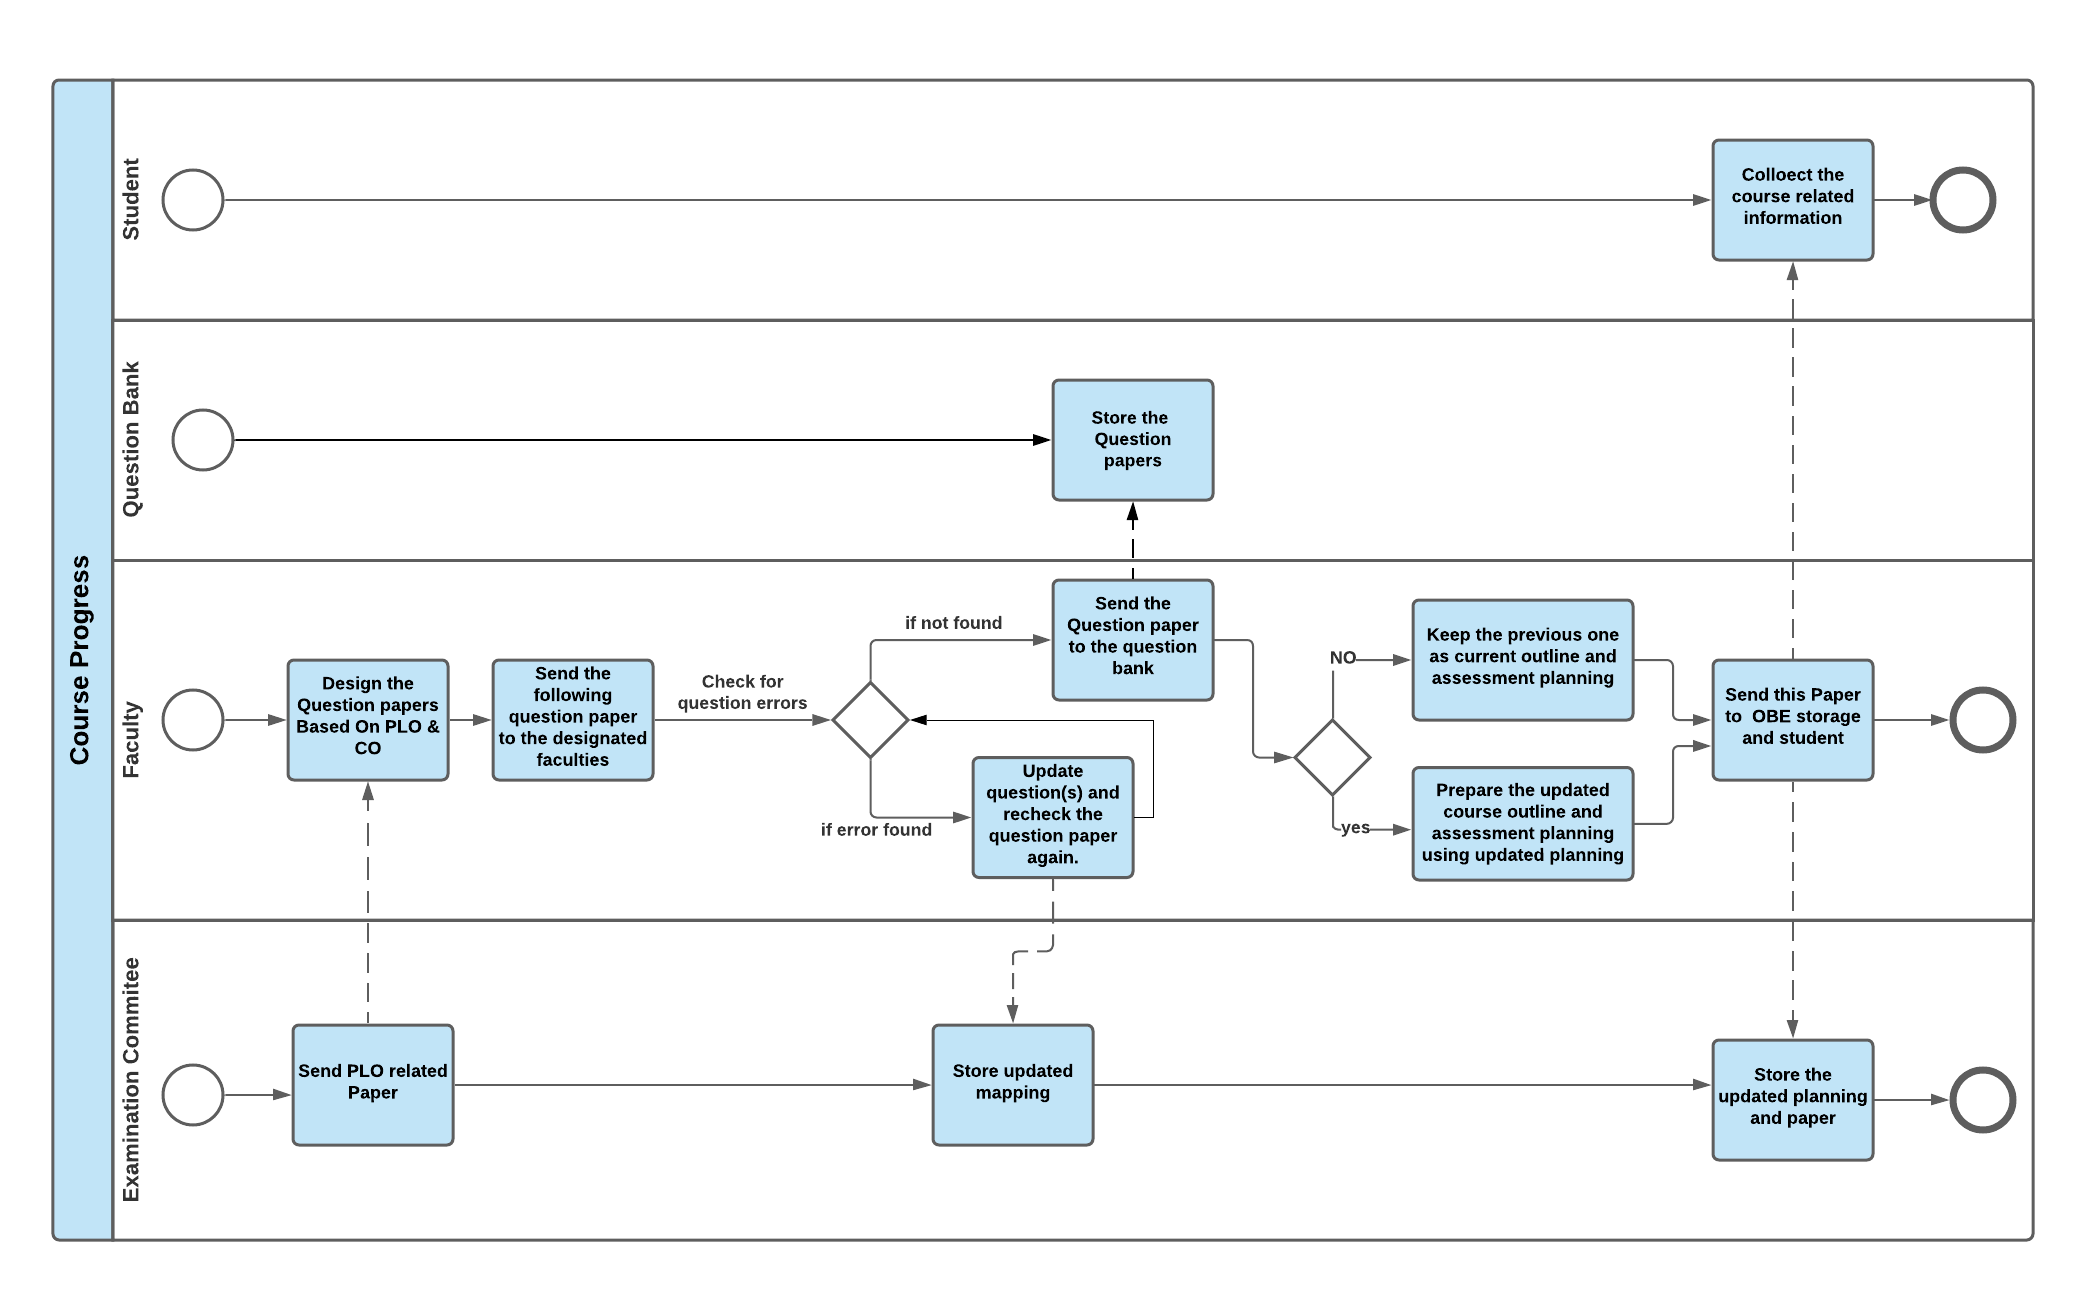 Course Progress
Student
Colloect the
course related
information
Question Bank
Store the
Question
papers
Faculty
Design the
Question papers
Based On PLO &
CO
Send the
following
question paper
to the designated
faculties
Check for
question errors
if not found
if error found
Send the
Question paper
to the question
bank
Update
question(s) and
recheck the
question paper
again.
NO
yes
Keep the previous one
as current outline and
assessment planning
Prepare the updated
course outline and
assessment planning
using updated planning
Send this Paper
to OBE storage
and student
Examination Commitee
Send PLO related
Paper
Store updated
mapping
Store the
updated planning
and paper